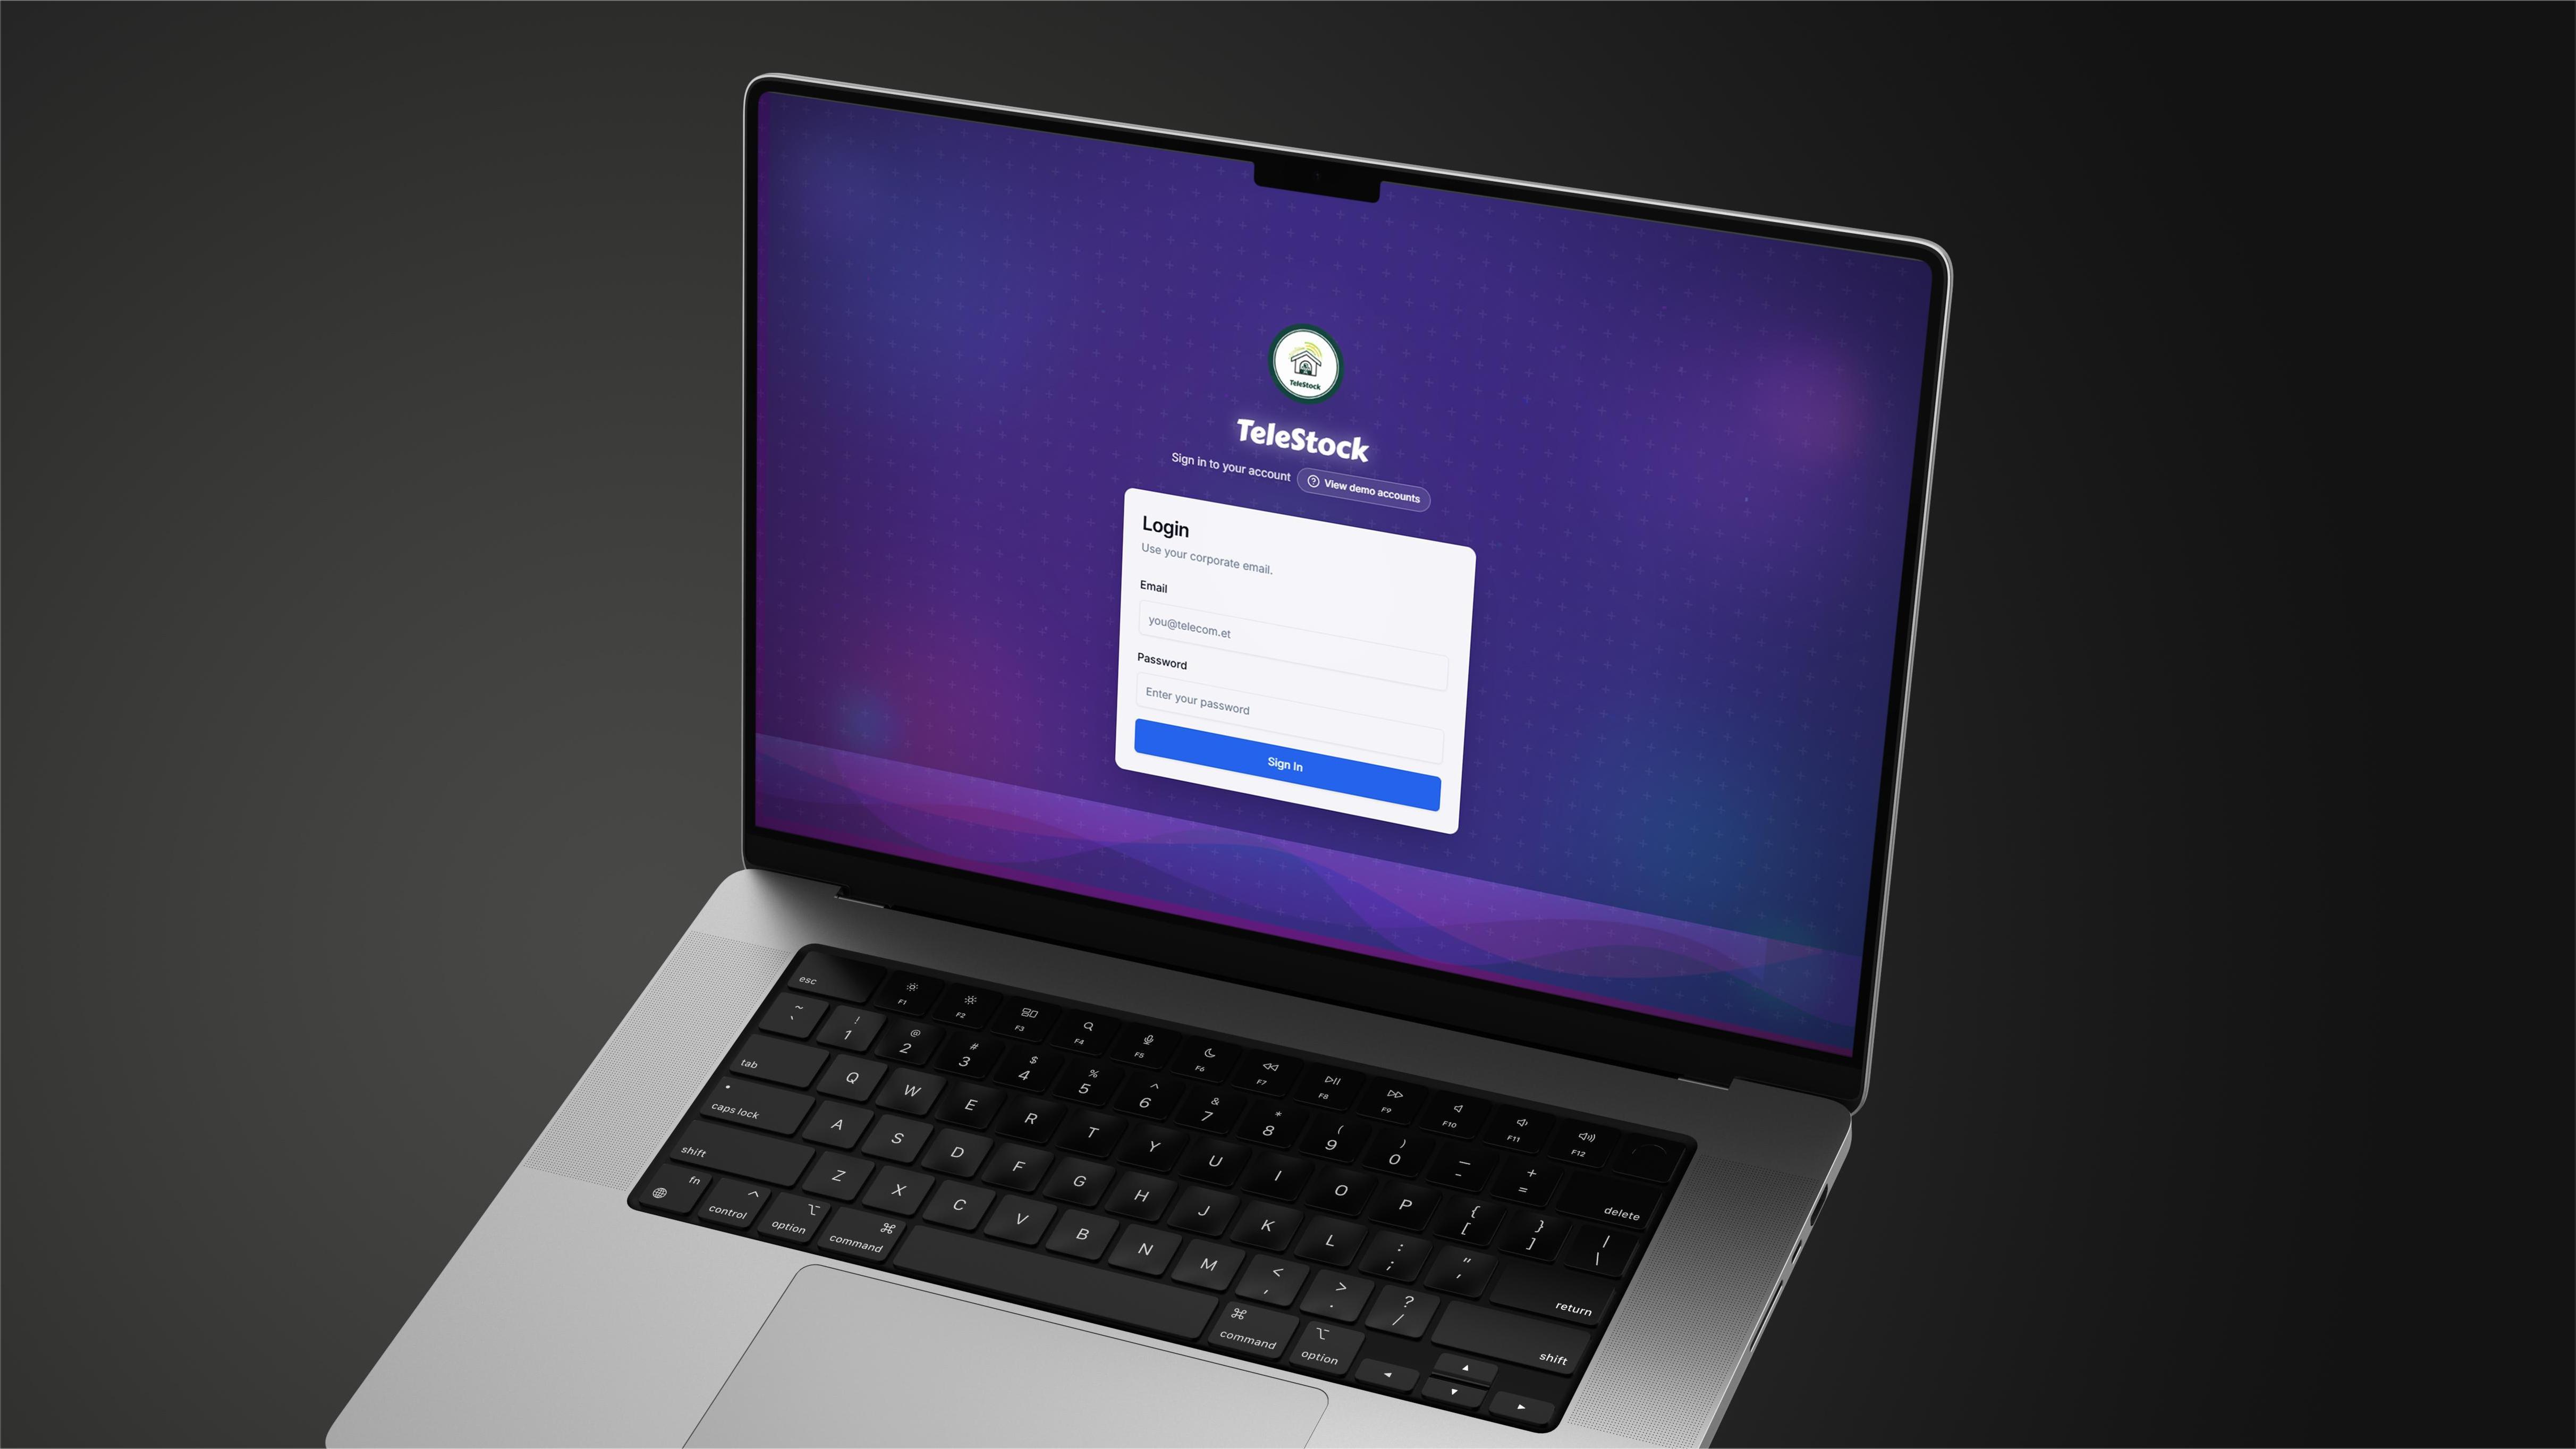 TeleStock
TeleStock
Sign in to your account
View demo accounts
Login
Use your corporate email.
Email
you@telecom.et
Password
Enter your password
Sign In
esc
F1 F2 F3 F4 F5 F6 F7 F8 F9 F10 F11 F12
~ ! @ # $ % ^ & * ( ) — +
` 1 2 3 4 5 6 7 8 9 0 - = delete
tab Q W E R T Y U I O P { [ } ] | \
caps lock A S D F G H J K L : ; " ' return
shift Z X C V B N M < , > . ? / shift
fn control option command command option